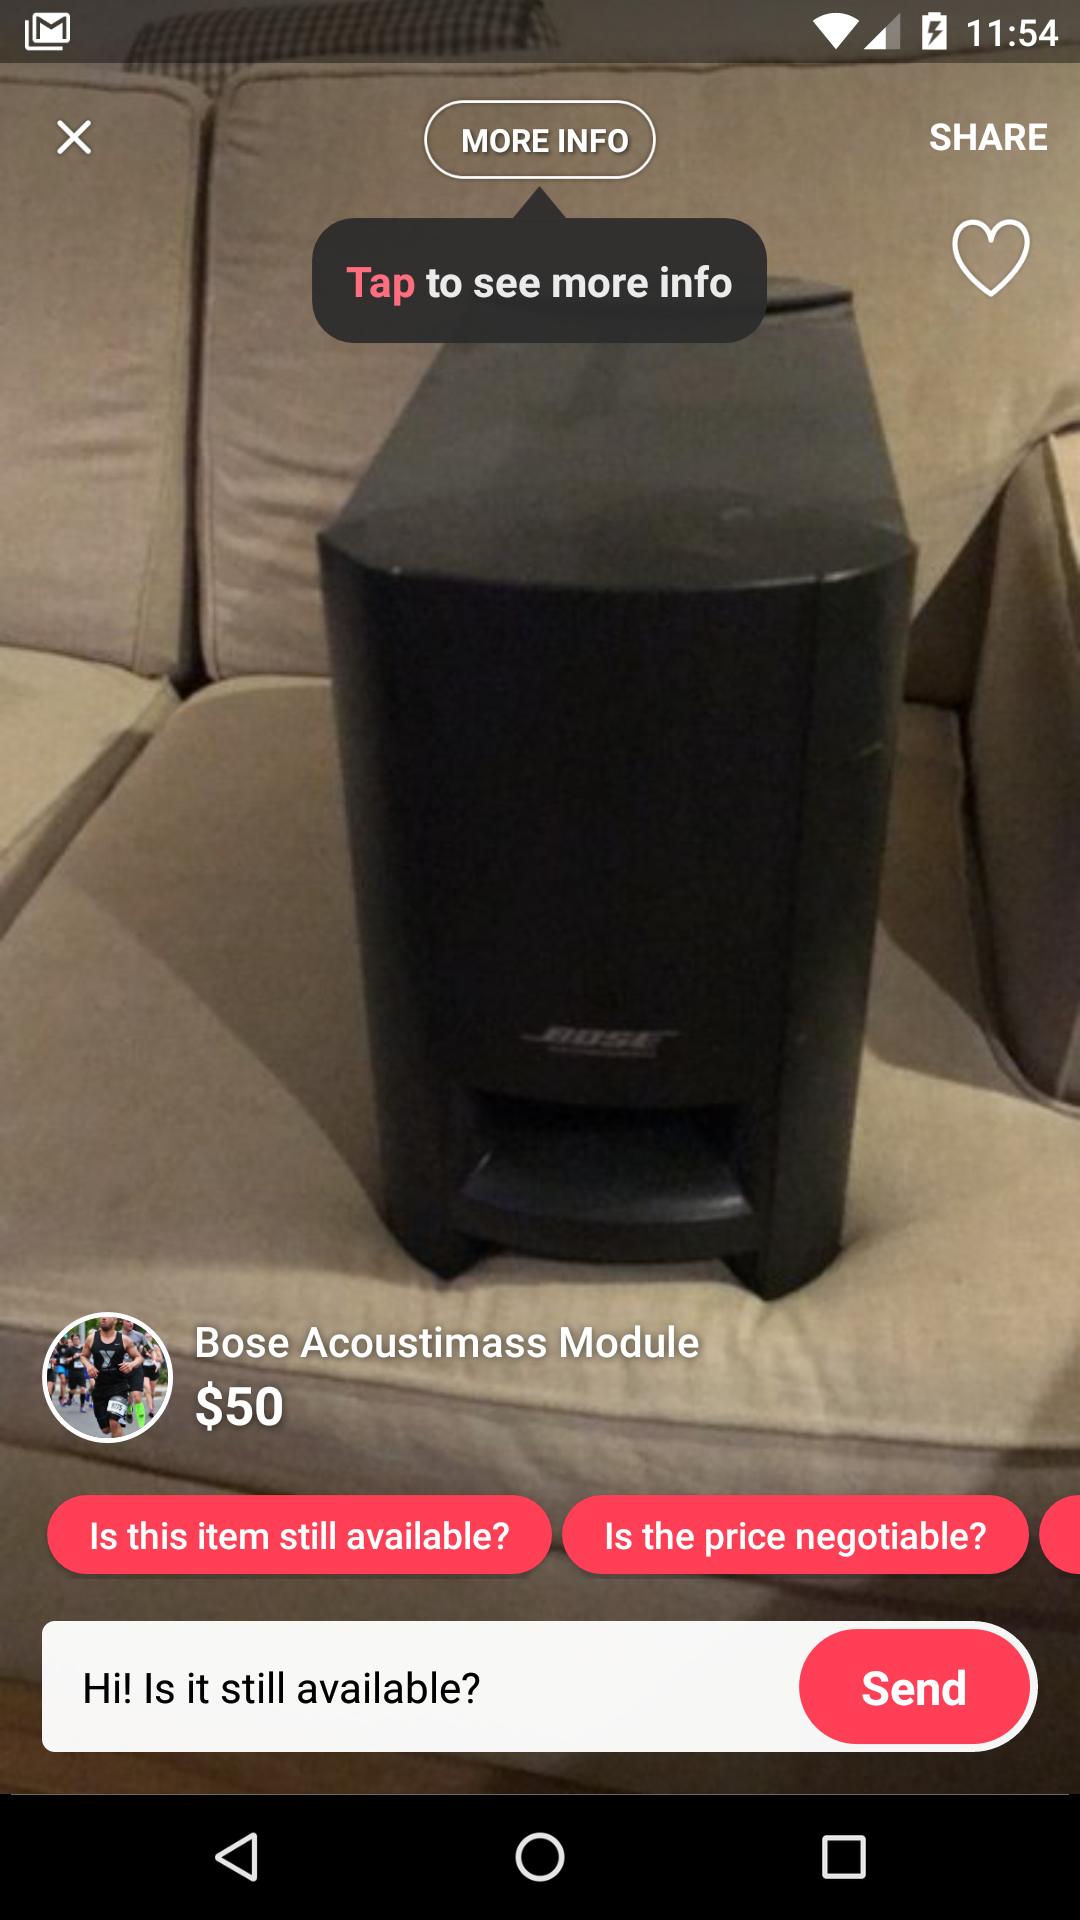 11:54
MORE INFO
SHARE
Tap to see more info
BOSE
Bose Acoustimass Module
$50
Is this item still available?
Is the price negotiable?
Hi! Is it still available?
Send